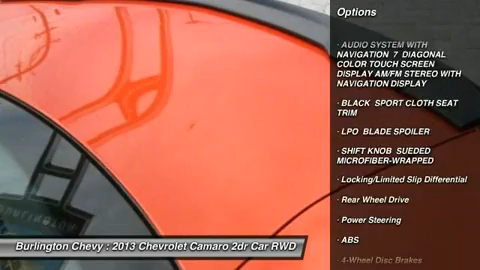 Options
· AUDIO SYSTEM WITH
NAVIGATION 7 DIAGONAL
COLOR TOUCH SCREEN
DISPLAY AM/FM STEREO WITH
NAVIGATION DISPLAY
· BLACK SPORT CLOTH SEAT
TRIM
· LPO BLADE SPOILER
· SHIFT KNOB SUEDED
MICROFIBER-WRAPPED
· Locking/Limited Slip Differential
· Rear Wheel Drive
· Power Steering
· ABS
· 4-Wheel Disc Brakes
Burlington Chevy : 2013 Chevrolet Camaro 2dr Car RWD